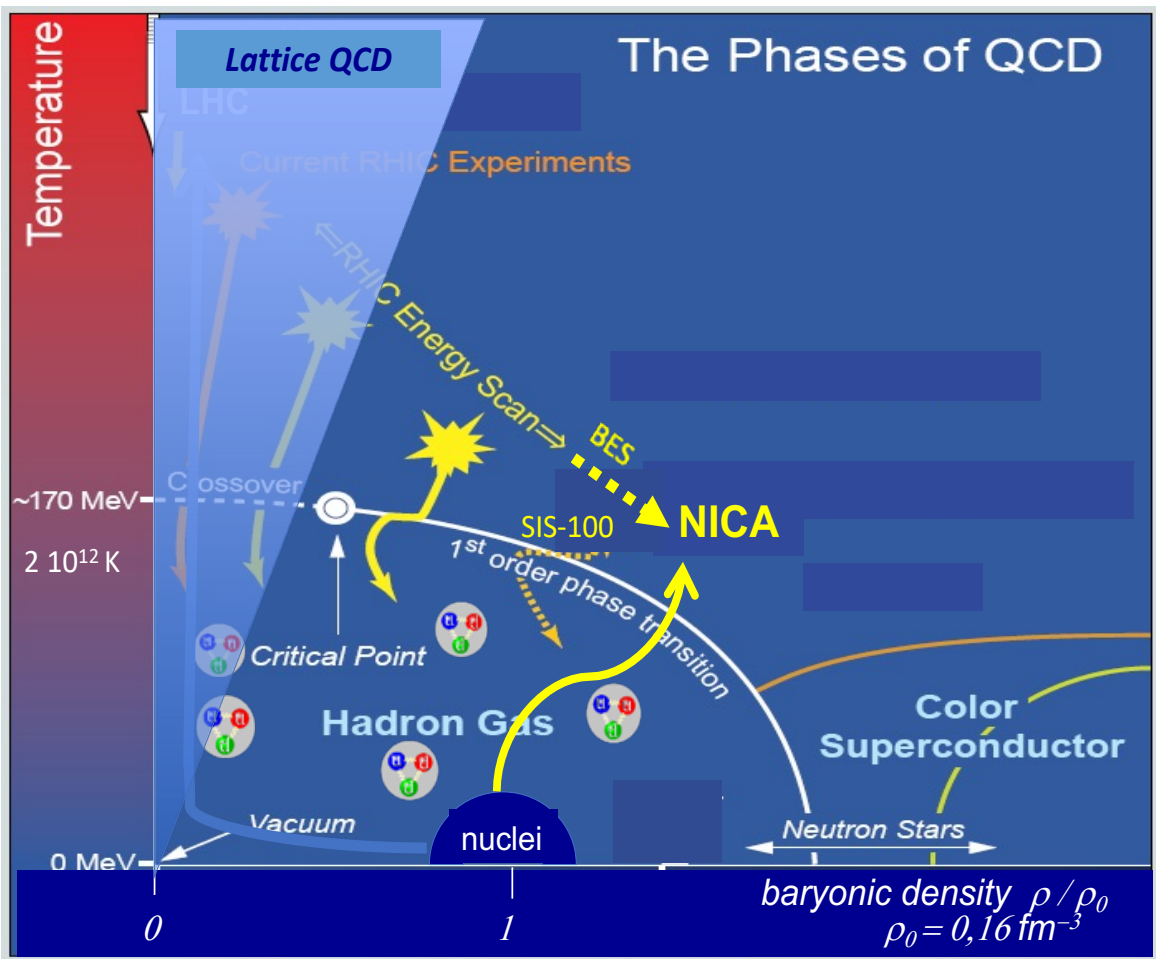 Temperature
Lattice QCD
The Phases of QCD
LHC
Current RHIC Experiments
⇐RHIC Energy Scan⇒
BES
Crossover
~170 MeV
2 10¹² K
SIS-100
NICA
1st order phase transition
Critical Point
Hadron Gas
Color
Superconductor
Vacuum
nuclei
Neutron Stars
0 MeV
0
1
baryonic density ρ / ρ₀
ρ₀ = 0,16 fm⁻³